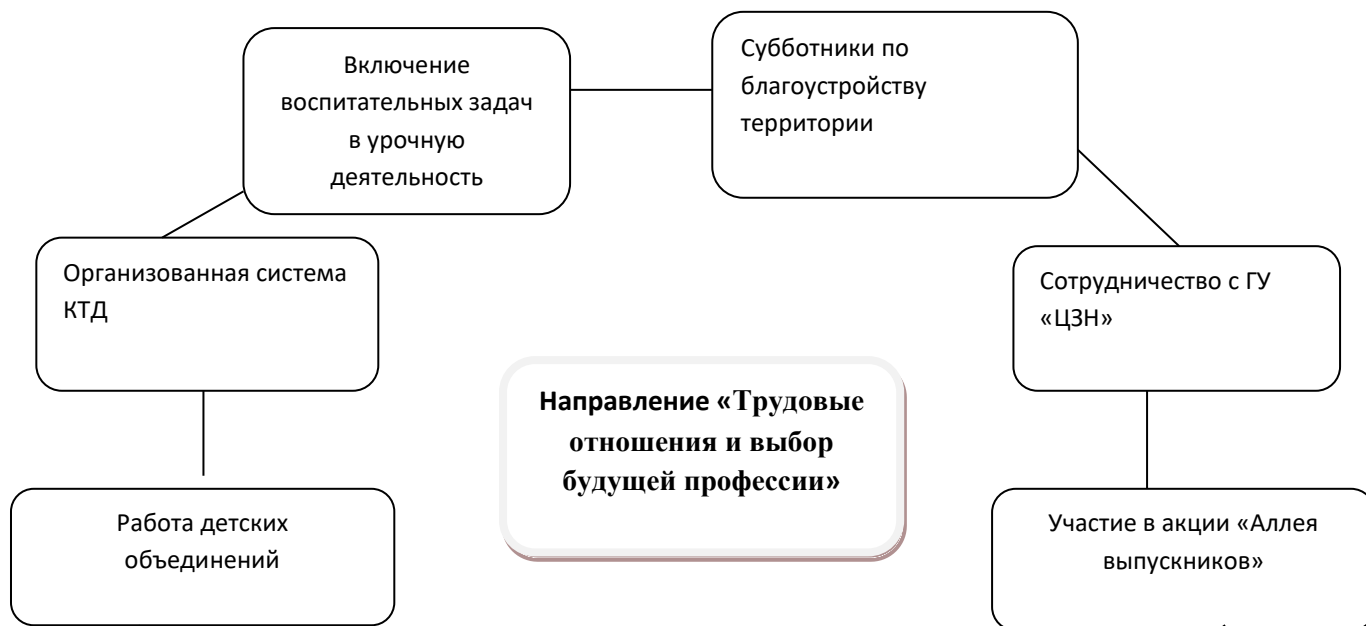 Включение
воспитательных задач
в урочную
деятельность
Субботники по
благоустройству
территории
Организованная система
КТД
Сотрудничество с ГУ
«ЦЗН»
Направление «Трудовые
отношения и выбор
будущей профессии»
Работа детских
объединений
Участие в акции «Аллея
выпускников»